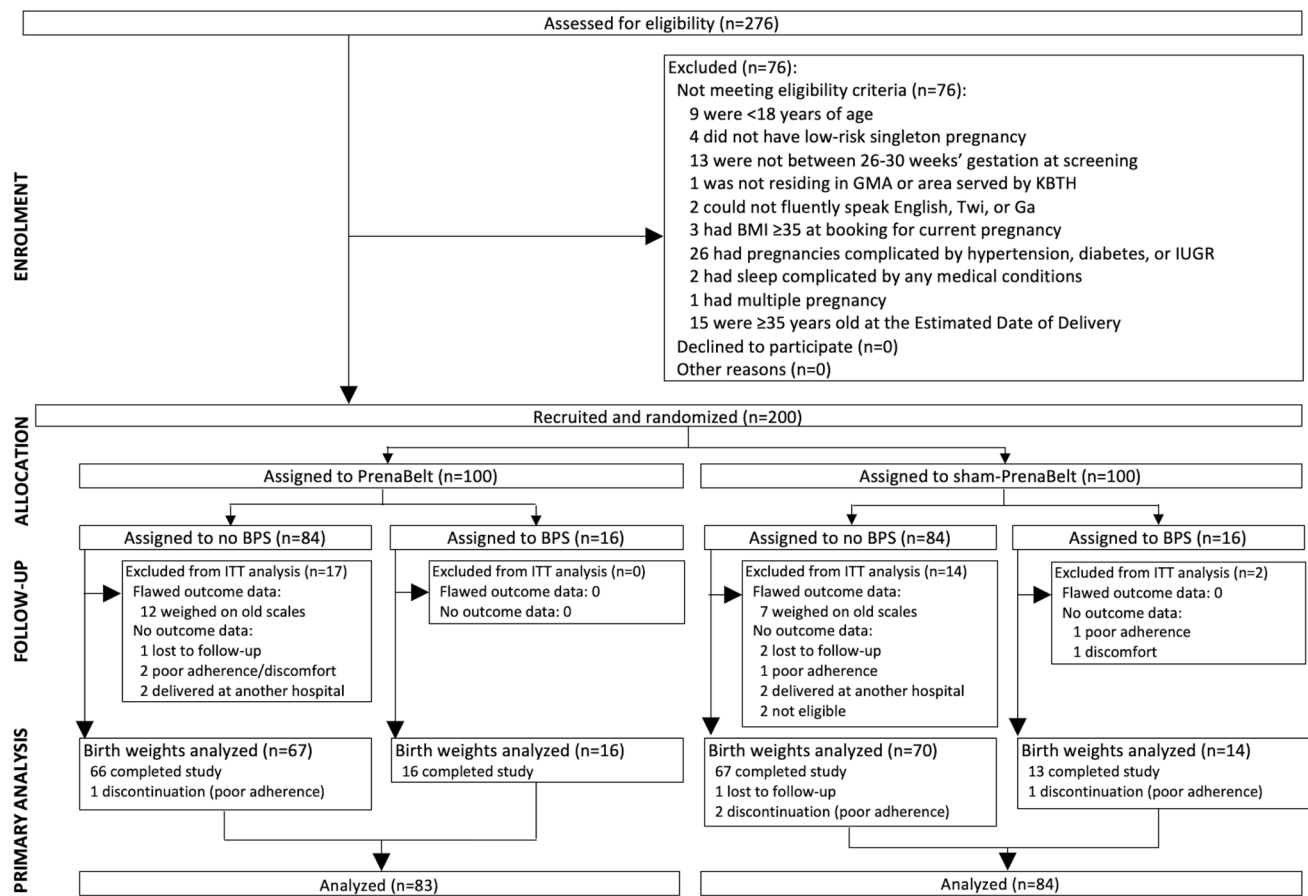 Assessed for eligibility (n=276)
ENROLMENT
Excluded (n=76):
Not meeting eligibility criteria (n=76):
9 were <18 years of age
4 did not have low-risk singleton pregnancy
13 were not between 26-30 weeks’ gestation at screening
1 was not residing in GMA or area served by KBTH
2 could not fluently speak English, Twi, or Ga
3 had BMI ≥35 at booking for current pregnancy
26 had pregnancies complicated by hypertension, diabetes, or IUGR
2 had sleep complicated by any medical conditions
1 had multiple pregnancy
15 were ≥35 years old at the Estimated Date of Delivery
Declined to participate (n=0)
Other reasons (n=0)
ALLOCATION
Recruited and randomized (n=200)
Assigned to PrenaBelt (n=100)
Assigned to sham-PrenaBelt (n=100)
Assigned to no BPS (n=84)
Assigned to BPS (n=16)
Assigned to no BPS (n=84)
Assigned to BPS (n=16)
FOLLOW-UP
Excluded from ITT analysis (n=17)
Flawed outcome data:
12 weighed on old scales
No outcome data:
1 lost to follow-up
2 poor adherence/discomfort
2 delivered at another hospital
Excluded from ITT analysis (n=0)
Flawed outcome data: 0
No outcome data: 0
Excluded from ITT analysis (n=14)
Flawed outcome data:
7 weighed on old scales
No outcome data:
2 lost to follow-up
1 poor adherence
2 delivered at another hospital
2 not eligible
Excluded from ITT analysis (n=2)
Flawed outcome data: 0
No outcome data:
1 poor adherence
1 discomfort
PRIMARY ANALYSIS
Birth weights analyzed (n=67)
66 completed study
1 discontinuation (poor adherence)
Birth weights analyzed (n=16)
16 completed study
Birth weights analyzed (n=70)
67 completed study
1 lost to follow-up
2 discontinuation (poor adherence)
Birth weights analyzed (n=14)
13 completed study
1 discontinuation (poor adherence)
Analyzed (n=83)
Analyzed (n=84)